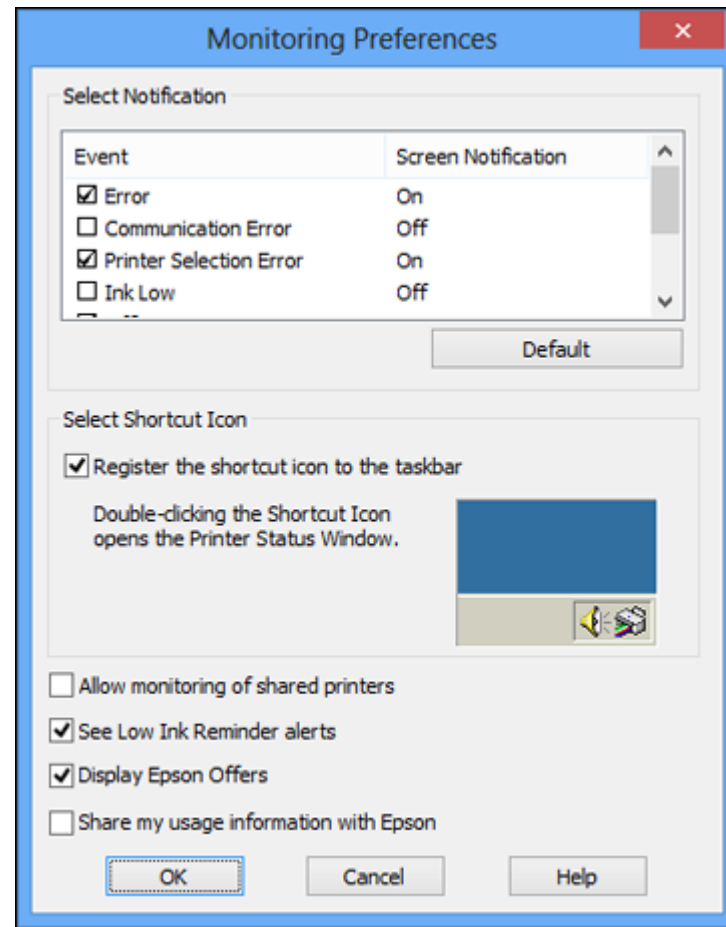 Monitoring Preferences
Select Notification
Event Screen Notification
Error On
Communication Error Off
Printer Selection Error On
Ink Low Off
Default
Select Shortcut Icon
Register the shortcut icon to the taskbar
Double-clicking the Shortcut Icon
opens the Printer Status Window.
Allow monitoring of shared printers
See Low Ink Reminder alerts
Display Epson Offers
Share my usage information with Epson
OK Cancel Help